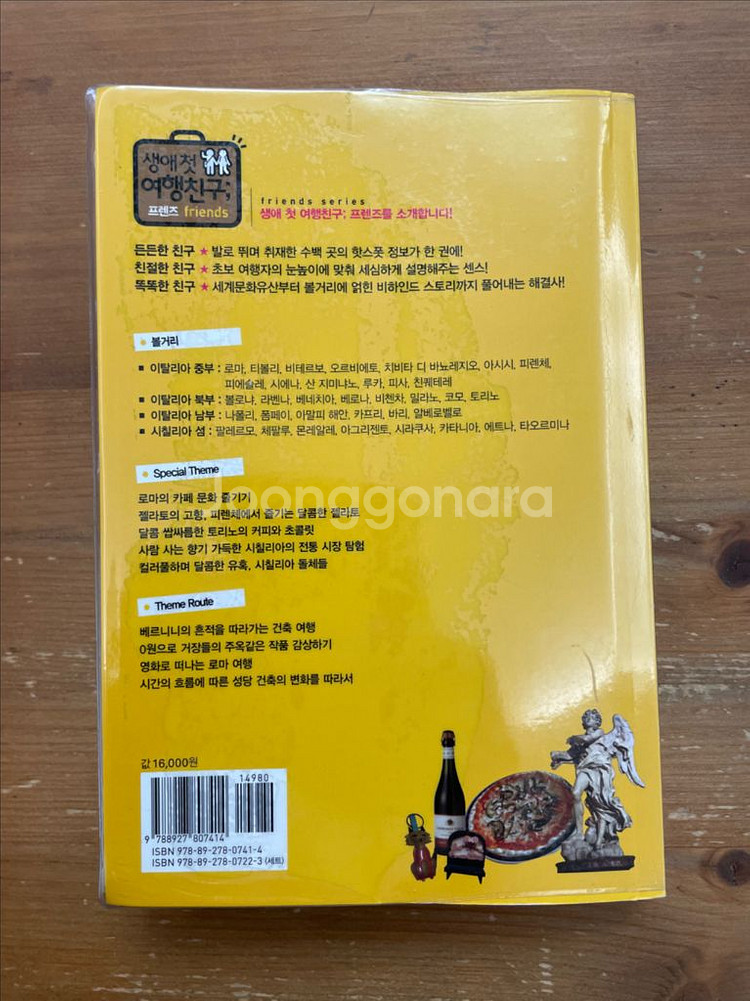 생애 첫
여행친구;
프렌즈 friends
friends series
생애 첫 여행친구; 프렌즈를 소개합니다!
든든한 친구 ★ 발로 뛰며 취재한 수백 곳의 핫스폿 정보가 한 권에!
친절한 친구 ★ 초보 여행자의 눈높이에 맞춰 세심하게 설명해주는 센스!
똑똑한 친구 ★ 세계문화유산부터 볼거리에 얽힌 비하인드 스토리까지 풀어내는 해결사!
볼거리
■ 이탈리아 중부 : 로마, 티볼리, 비테르보, 오르비에토, 치비타 디 바뇨레지오, 아시시, 피렌체,
피에솔레, 시에나, 산 지미냐노, 루카, 피사, 친퀘테레
■ 이탈리아 북부 : 볼로냐, 라벤나, 베네치아, 베로나, 비첸차, 밀라노, 코모, 토리노
■ 이탈리아 남부 : 나폴리, 폼페이, 아말피 해안, 카프리, 바리, 알베로벨로
■ 시칠리아 섬 : 팔레르모, 체팔루, 몬레알레, 아그리젠토, 시라쿠사, 카타니아, 에트나, 타오르미나
Special Theme
로마의 카페 문화 즐기기
젤라토의 고향, 피렌체에서 즐기는 달콤한 젤라토
달콤 쌉싸름한 토리노의 커피와 초콜릿
사람 사는 향기 가득한 시칠리아의 전통 시장 탐험
컬러풀하며 달콤한 유혹, 시칠리아 돌체들
joonggonara
Theme Route
베르니니의 흔적을 따라가는 건축 여행
0원으로 거장들의 주옥같은 작품 감상하기
영화로 떠나는 로마 여행
시간의 흐름에 따른 성당 건축의 변화를 따라서
값 16,000원
14980
9 788927 807414
ISBN 978-89-278-0741-4
ISBN 978-89-278-0722-3 (세트)